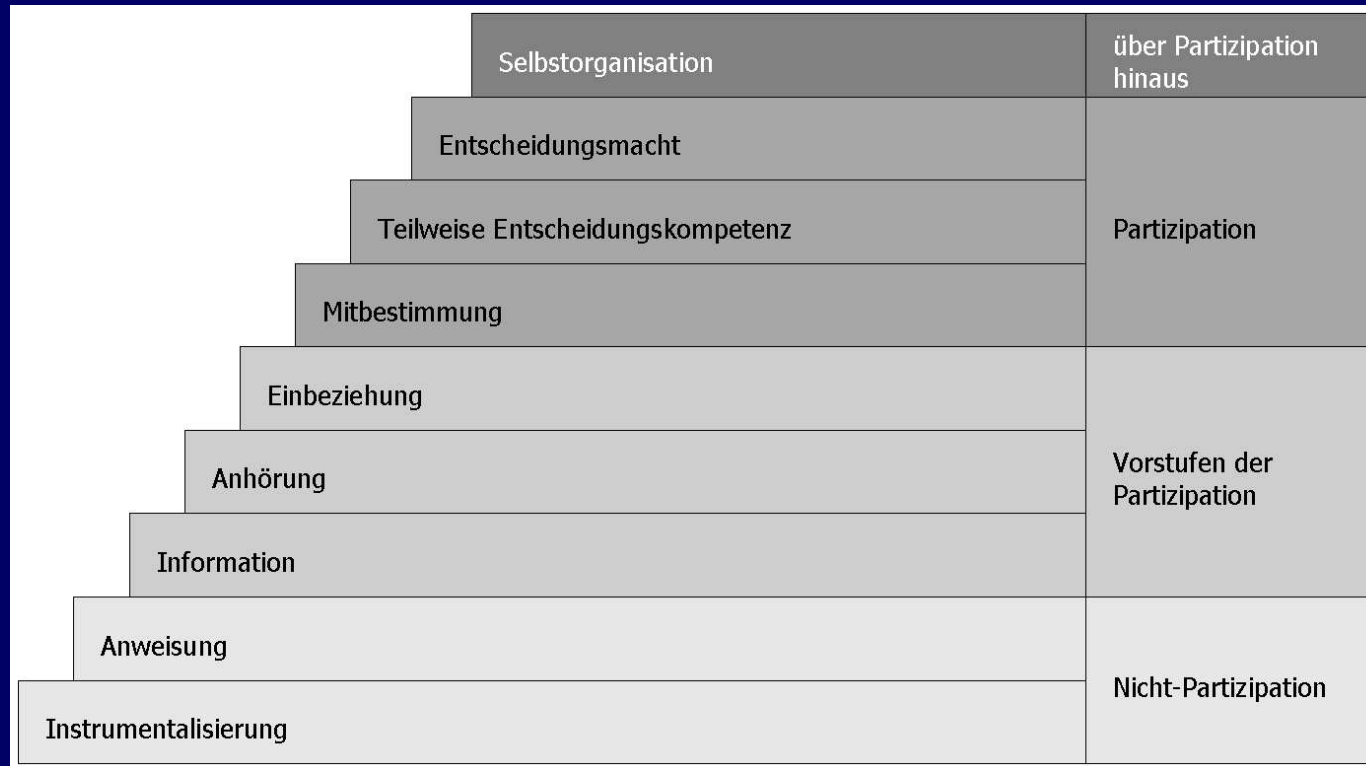 Selbstorganisation
über Partizipation
hinaus
Entscheidungsmacht
Teilweise Entscheidungskompetenz
Partizipation
Mitbestimmung
Einbeziehung
Anhörung
Vorstufen der
Partizipation
Information
Anweisung
Nicht-Partizipation
Instrumentalisierung